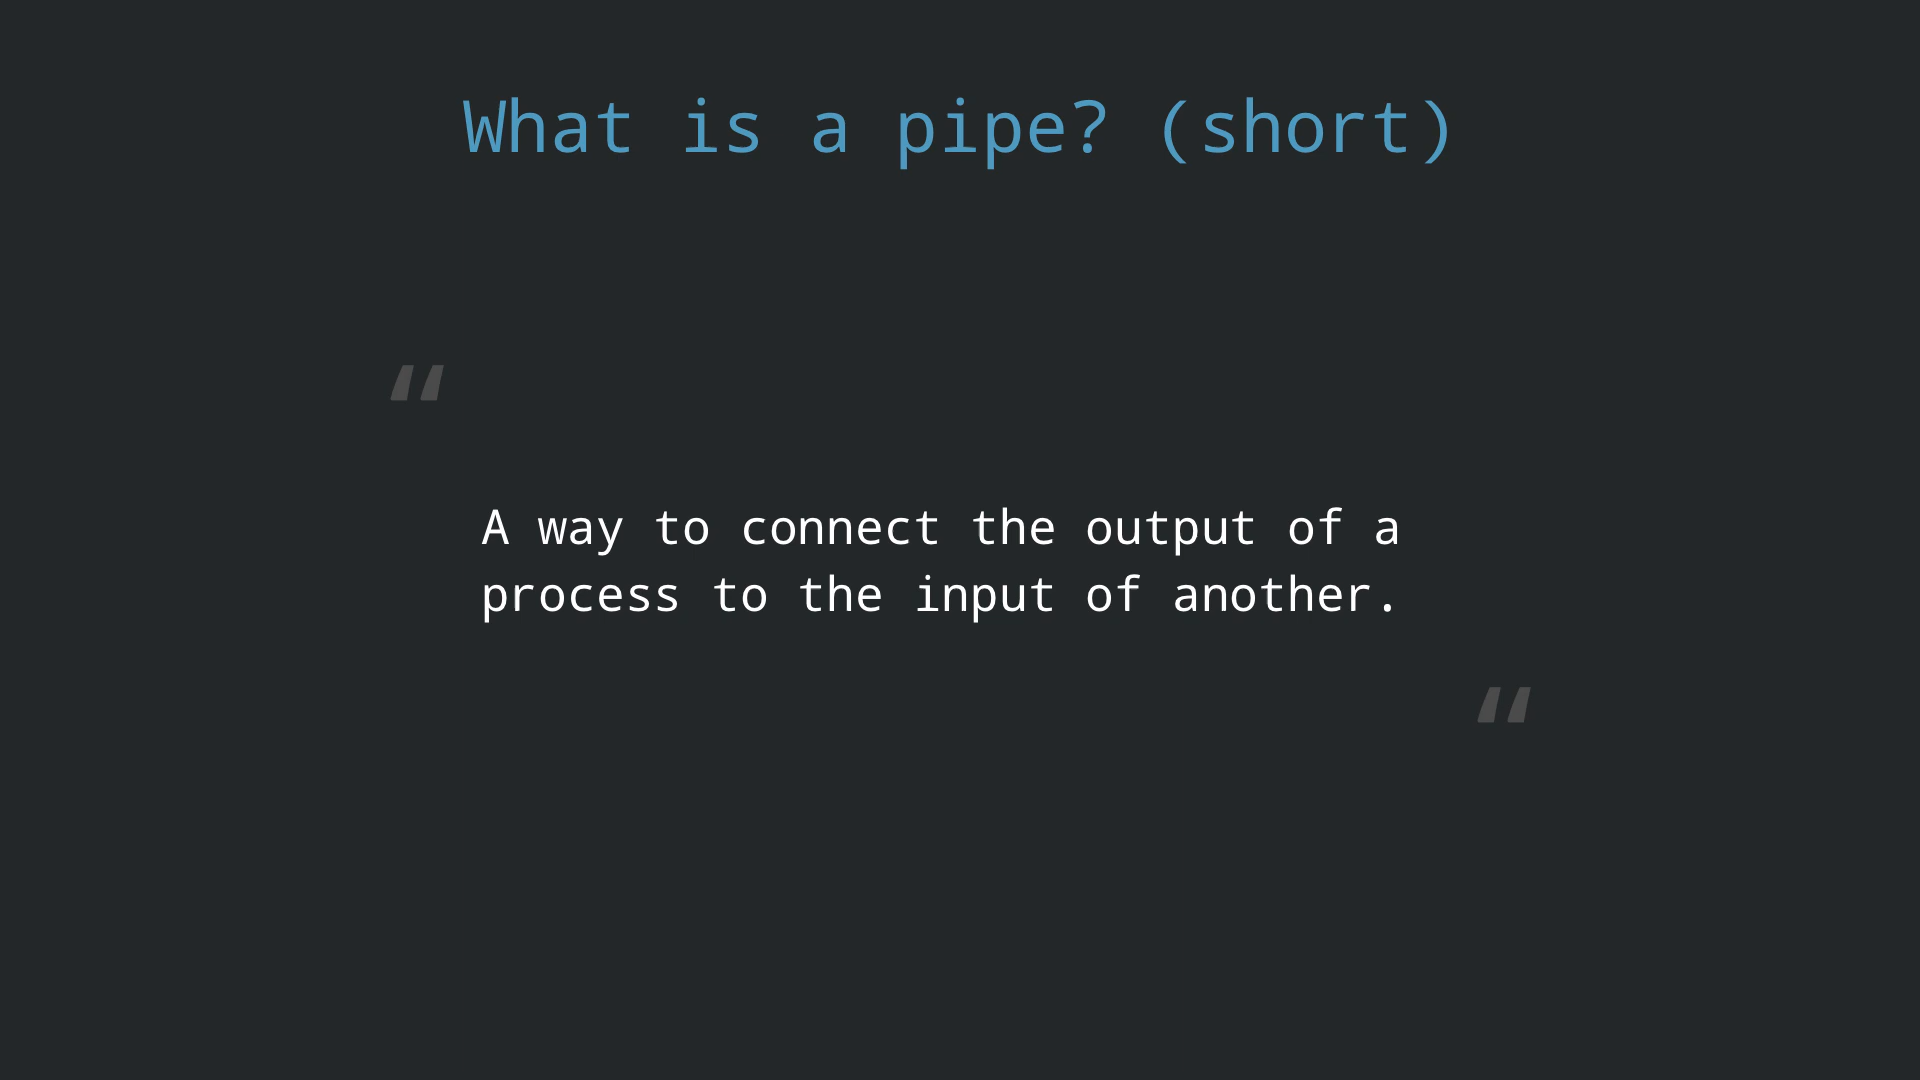 What is a pipe? (short)
“
A way to connect the output of a
process to the input of another.
“